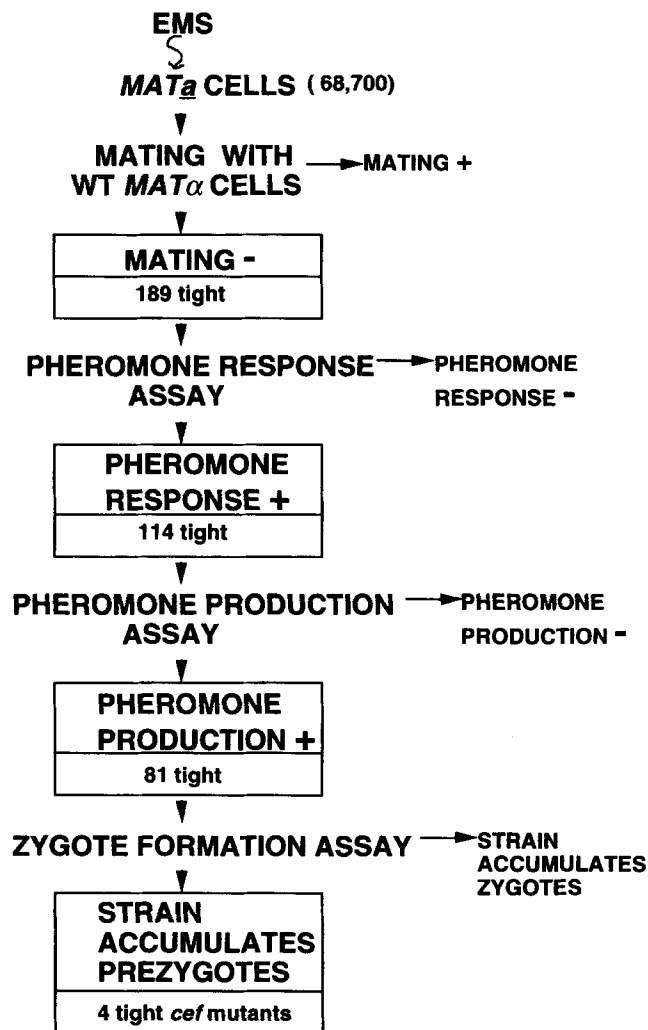 EMS
MATa CELLS (68,700)
MATING WITH
WT MATα CELLS
MATING +
MATING -
189 tight
PHEROMONE RESPONSE
ASSAY
PHEROMONE
RESPONSE -
PHEROMONE
RESPONSE +
114 tight
PHEROMONE PRODUCTION
ASSAY
PHEROMONE
PRODUCTION -
PHEROMONE
PRODUCTION +
81 tight
ZYGOTE FORMATION ASSAY
STRAIN
ACCUMULATES
ZYGOTES
STRAIN
ACCUMULATES
PREZYGOTES
4 tight cef mutants